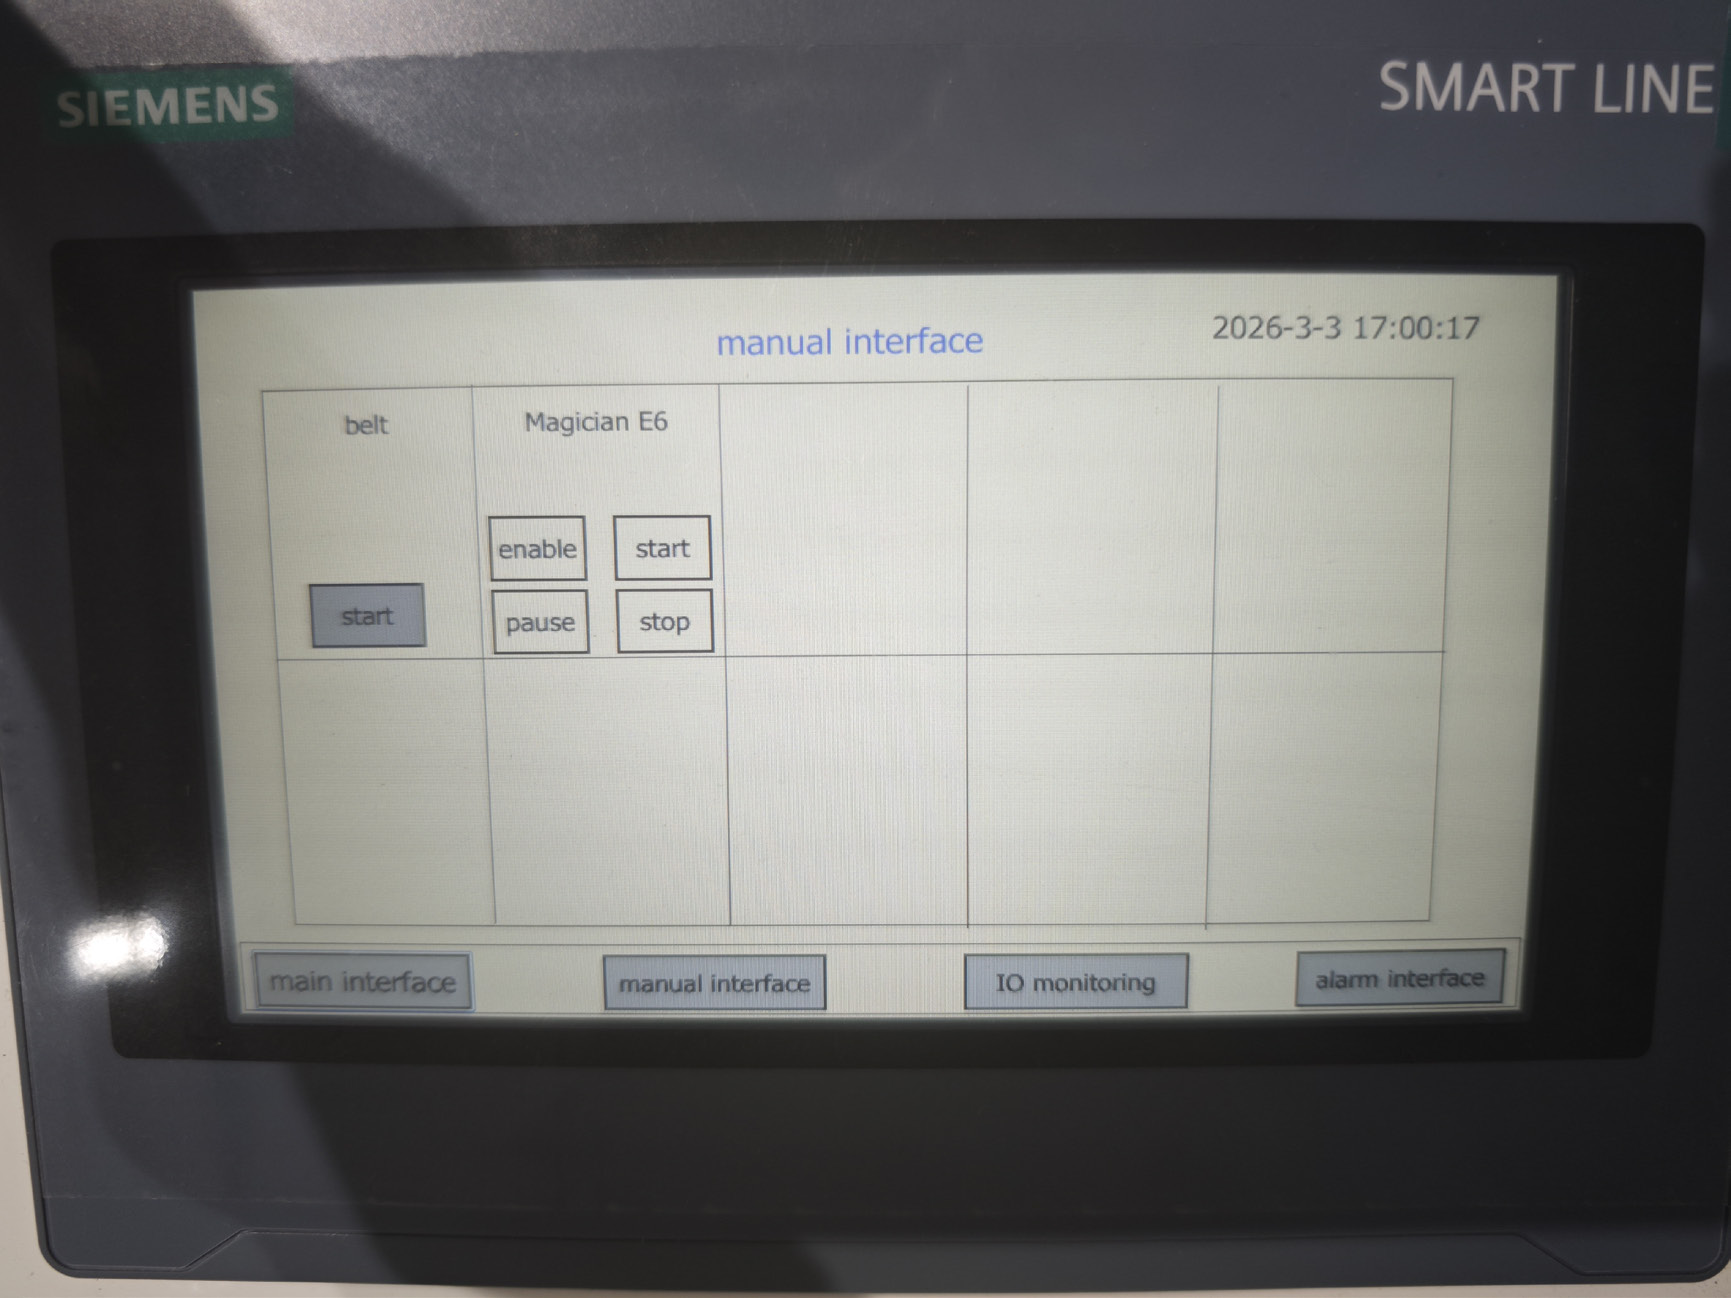 SIEMENS
SMART LINE
manual interface
2026-3-3 17:00:17
belt
Magician E6
enable
start
start
pause
stop
main interface
manual interface
IO monitoring
alarm interface